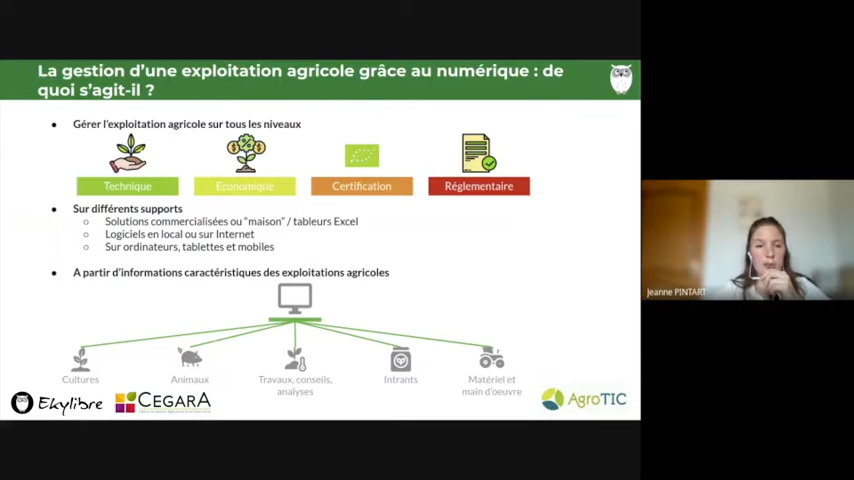 La gestion d'une exploitation agricole grâce au numérique : de
quoi s'agit-il ?
Gérer l'exploitation agricole sur tous les niveaux
Technique
Economique
Certification
Réglementaire
Sur différents supports
Solutions commercialisées ou "maison" / tableurs Excel
Logiciels en local ou sur Internet
Sur ordinateurs, tablettes et mobiles
A partir d'informations caractéristiques des exploitations agricoles
Cultures
Animaux
Travaux, conseils,
analyses
Intrants
Matériel et
main d'oeuvre
Ekylibre
CEGARA
AgroTIC
Jeanne PINTART